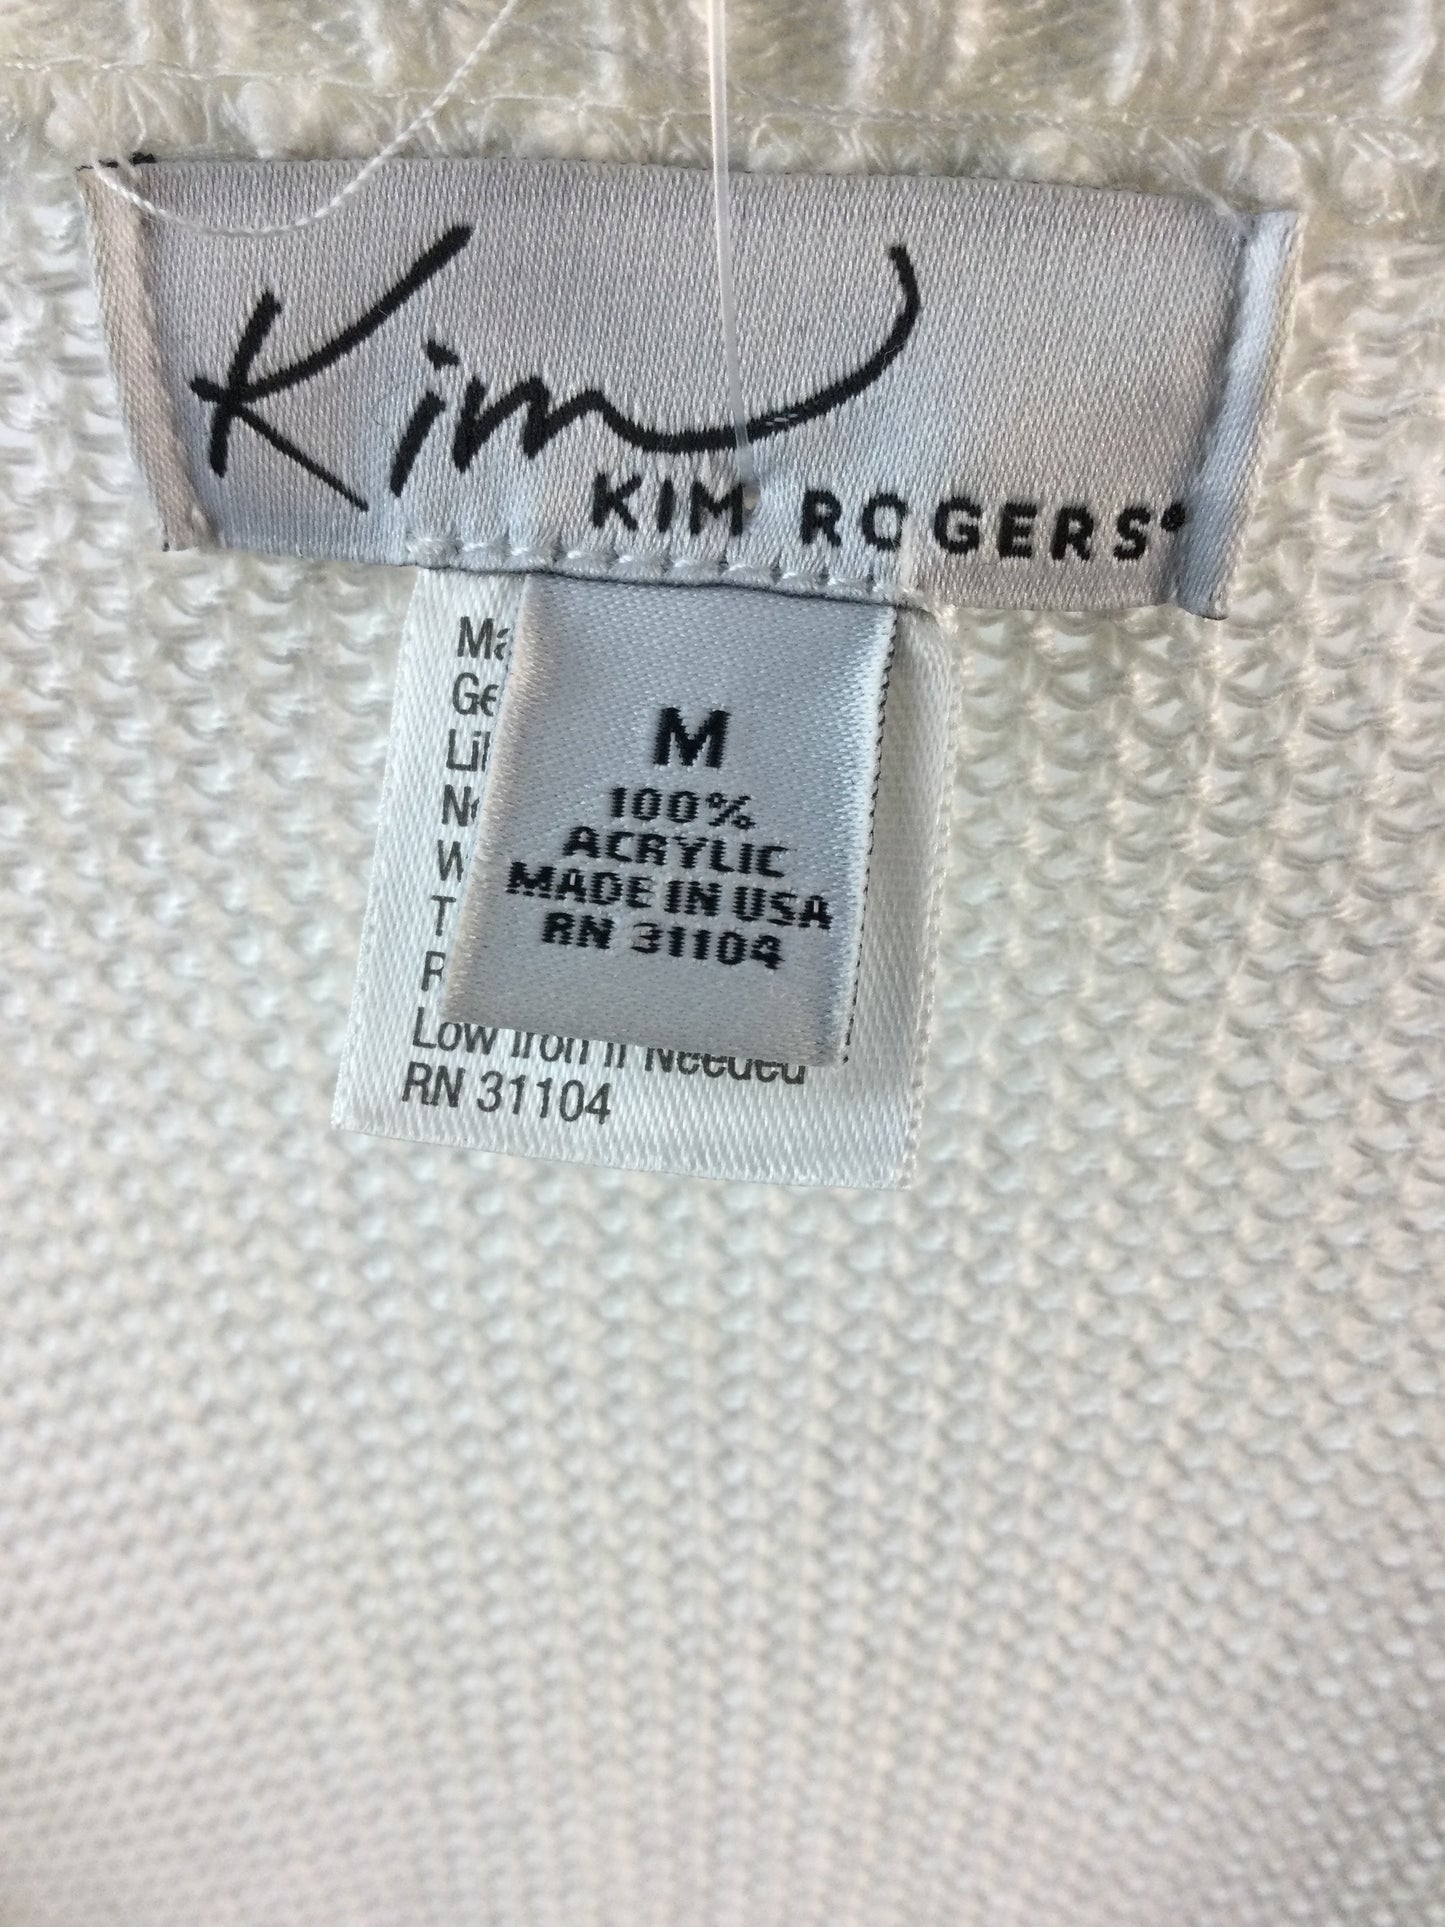 Kim
KIM ROGERS®
M
100%
ACRYLIC
MADE IN USA
RN 31104
Low Iron If Needed
RN 31104